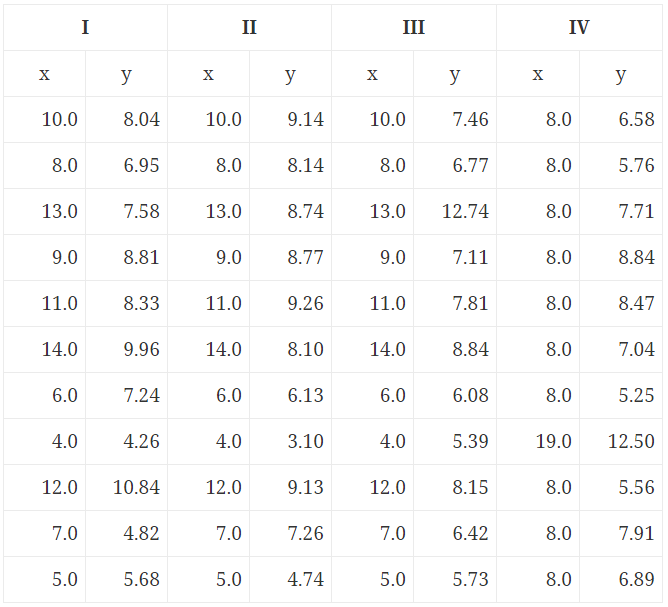 I II III IV
x y x y x y x y
10.0 8.04 10.0 9.14 10.0 7.46 8.0 6.58
8.0 6.95 8.0 8.14 8.0 6.77 8.0 5.76
13.0 7.58 13.0 8.74 13.0 12.74 8.0 7.71
9.0 8.81 9.0 8.77 9.0 7.11 8.0 8.84
11.0 8.33 11.0 9.26 11.0 7.81 8.0 8.47
14.0 9.96 14.0 8.10 14.0 8.84 8.0 7.04
6.0 7.24 6.0 6.13 6.0 6.08 8.0 5.25
4.0 4.26 4.0 3.10 4.0 5.39 19.0 12.50
12.0 10.84 12.0 9.13 12.0 8.15 8.0 5.56
7.0 4.82 7.0 7.26 7.0 6.42 8.0 7.91
5.0 5.68 5.0 4.74 5.0 5.73 8.0 6.89